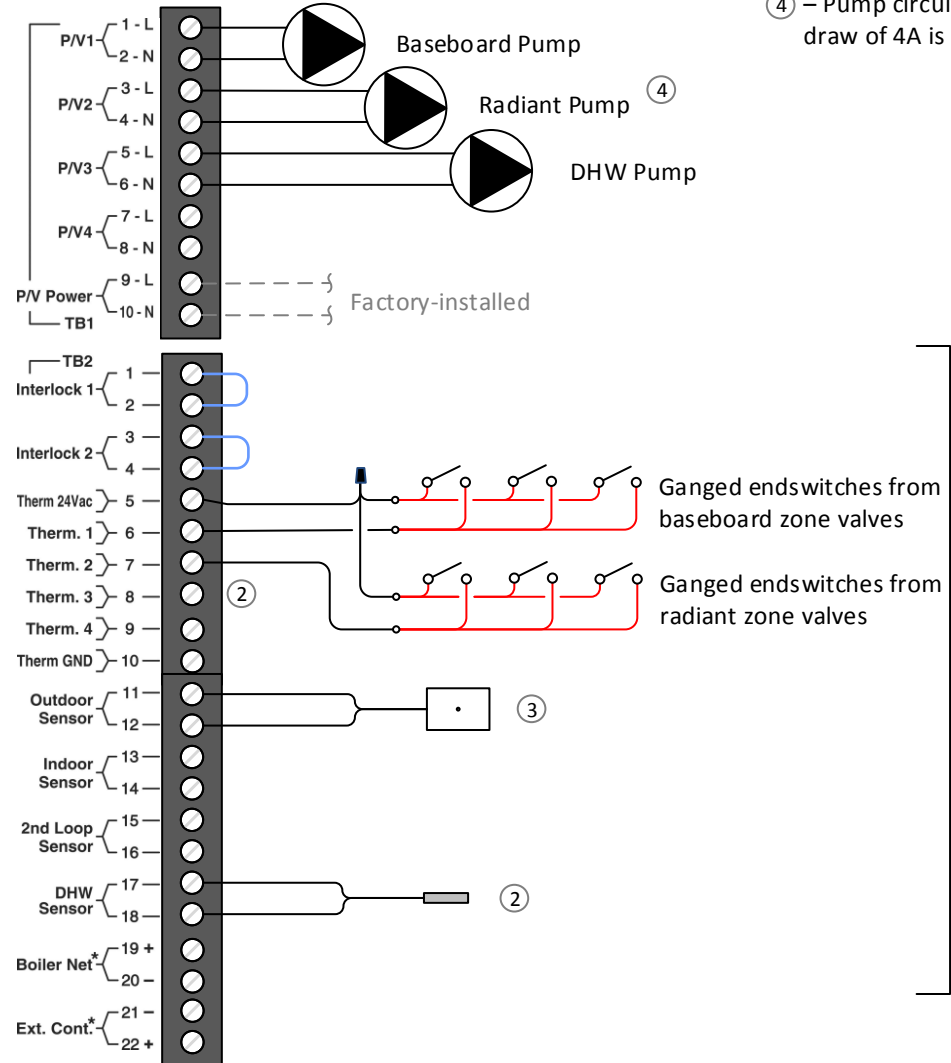 ④ – Pump circui
draw of 4A is
P/V1
1 - L
2 - N
Baseboard Pump
P/V2
3 - L
4 - N
Radiant Pump ④
P/V3
5 - L
6 - N
DHW Pump
P/V4
7 - L
8 - N
P/V Power
9 - L
10 - N
Factory-installed
TB1
TB2
Interlock 1
1
2
Interlock 2
3
4
Therm 24Vac 5
Therm. 1 6
Ganged endswitches from
baseboard zone valves
Therm. 2 7
Therm. 3 8
②
Therm. 4 9
Therm GND 10
Ganged endswitches from
radiant zone valves
Outdoor
Sensor
11
12
③
Indoor
Sensor
13
14
2nd Loop
Sensor
15
16
DHW
Sensor
17
18
②
Boiler Net*
19 +
20 –
Ext. Cont.*
21 –
22 +